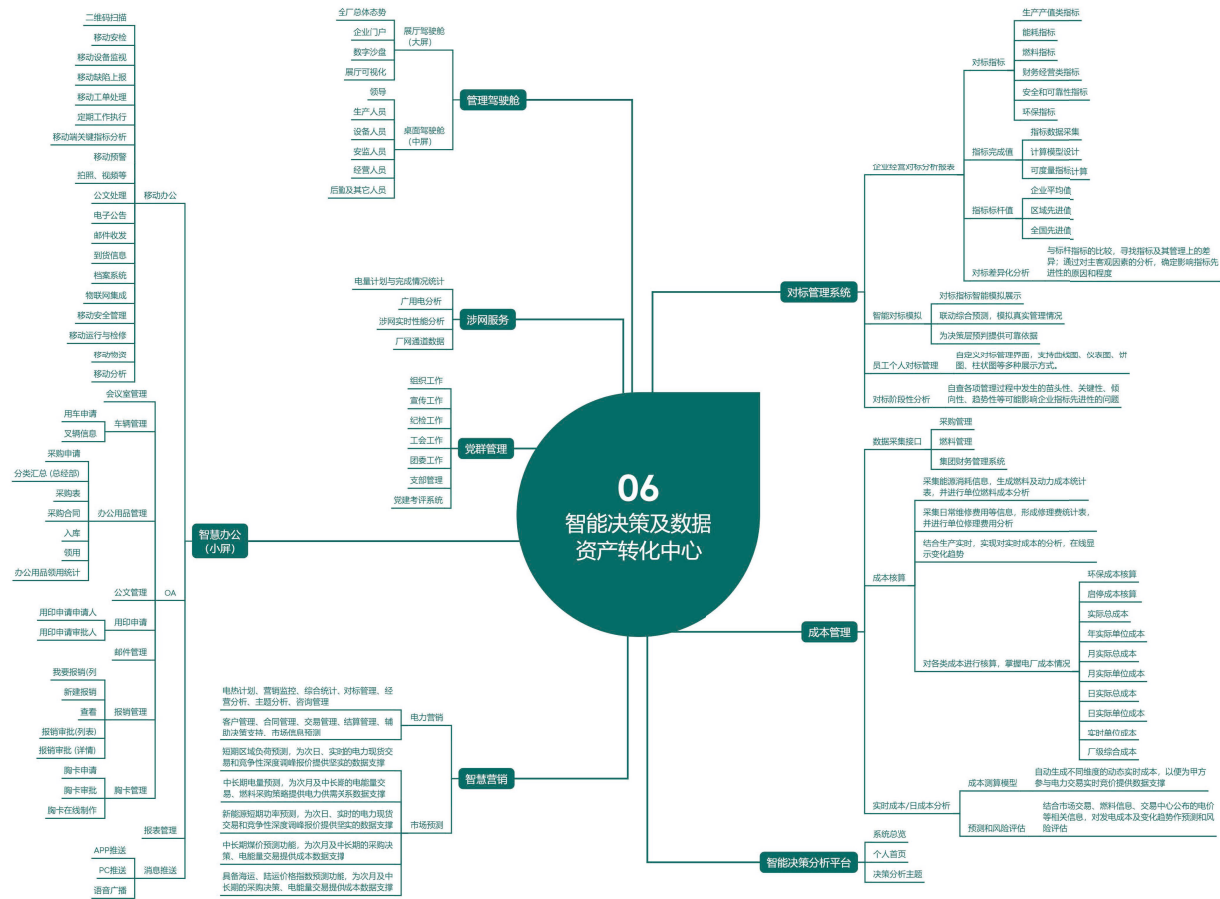 06
智能决策及数据
资产转化中心
管理驾驶舱
展厅驾驶舱
（大屏）
全厂总体态势
企业门户
数字沙盘
展厅可视化
桌面驾驶舱
（中屏）
领导
生产人员
设备人员
安监人员
经营人员
后勤及其它人员
涉网服务
电量计划与完成情况统计
广用电分析
涉网实时性能分析
厂网通道数据
党群管理
组织工作
宣传工作
纪检工作
工会工作
团委工作
支部管理
党建考评系统
智慧办公
（小屏）
移动办公
二维码扫描
移动安检
移动设备监视
移动缺陷上报
移动工单处理
定期工作执行
移动端关键指标分析
移动预警
拍照、视频等
公文处理
电子公告
邮件收发
到货信息
档案系统
物联网集成
移动安全管理
移动运行与检修
移动物资
移动分析
OA
会议室管理
车辆管理
用车申请
叉辆信息
办公用品管理
采购申请
分类汇总 (总经部)
采购表
采购合同
入库
领用
办公用品领用统计
公文管理
用印申请
用印申请申请人
用印申请审批人
邮件管理
报销管理
我要报销(列
新建报销
查看
报销审批(列表)
报销审批 (详情)
胸卡管理
胸卡申请
胸卡审批
胸卡在线制作
报表管理
消息推送
APP推送
PC推送
语音广播
智慧营销
电力营销
电热计划、营销监控、综合统计、对标管理、经
营分析、主题分析、咨询管理
客户管理、合同管理、交易管理、结算管理、辅
助决策支持、市场信息预测
市场预测
短期区域负荷预测，为次日、实时的电力现货交
易和竞争性深度调峰报价提供坚实的数据支撑
中长期电量预测，为次月及中长期的电能量交
易、燃料采购策略提供电力供需关系数据支撑
新能源短期功率预测，为次日、实时的电力现货
交易和竞争性深度调峰报价提供坚实的数据支撑
中长期煤价预测功能，为次月及中长期的采购决
策、电能量交易提供成本数据支撑
具备海运、陆运价格指数预测功能，为次月及中
长期的采购决策、电能量交易提供成本数据支撑
对标管理系统
企业经营对标分析报表
对标指标
生产产值类指标
能耗指标
燃料指标
财务经营类指标
安全和可靠性指标
环保指标
指标完成值
指标数据采集
计算模型设计
可度量指标计算
指标标杆值
企业平均值
区域先进值
全国先进值
对标差异化分析
与标杆指标的比较，寻找指标及其管理上的差
异；通过对主客观因素的分析，确定影响指标先
进性的原因和程度
智能对标模拟
对标指标智能模拟展示
联动综合预测，模拟真实管理情况
为决策层预判提供可靠依据
员工个人对标管理
自定义对标管理界面，支持曲线图、仪表图、饼
图、柱状图等多种展示方式。
对标阶段性分析
自查各项管理过程中发生的苗头性、关键性、倾
向性、趋势性等可能影响企业指标先进性的问题
成本管理
数据采集接口
采购管理
燃料管理
集团财务管理系统
成本核算
采集能源消耗信息，生成燃料及动力成本统计
表，并进行单位燃料成本分析
采集日常维修费用等信息，形成修理费统计表，
并进行单位修理费用分析
结合生产实时，实现对实时成本的分析，在线显
示变化趋势
对各类成本进行核算，掌握电厂成本情况
环保成本核算
启停成本核算
实际总成本
年实际单位成本
月实际总成本
月实际单位成本
日实际总成本
日实际单位成本
实时单位成本
厂级综合成本
实时成本/日成本分析
成本测算模型
自动生成不同维度的动态实时成本，以便为甲方
参与电力交易实时竞价提供数据支撑
预测和风险评估
结合市场交易、燃料信息、交易中心公布的电价
等相关信息，对发电成本及变化趋势作预测和风
险评估
智能决策分析平台
系统总览
个人首页
决策分析主题